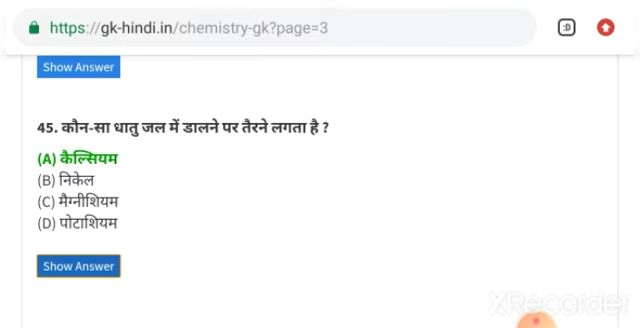 https://gk-hindi.in/chemistry-gk?page=3
:D
Show Answer
45. कौन-सा धातु जल में डालने पर तैरने लगता है ?
(A) कैल्सियम
(B) निकेल
(C) मैग्नीशियम
(D) पोटाशियम
Show Answer
XRecorder